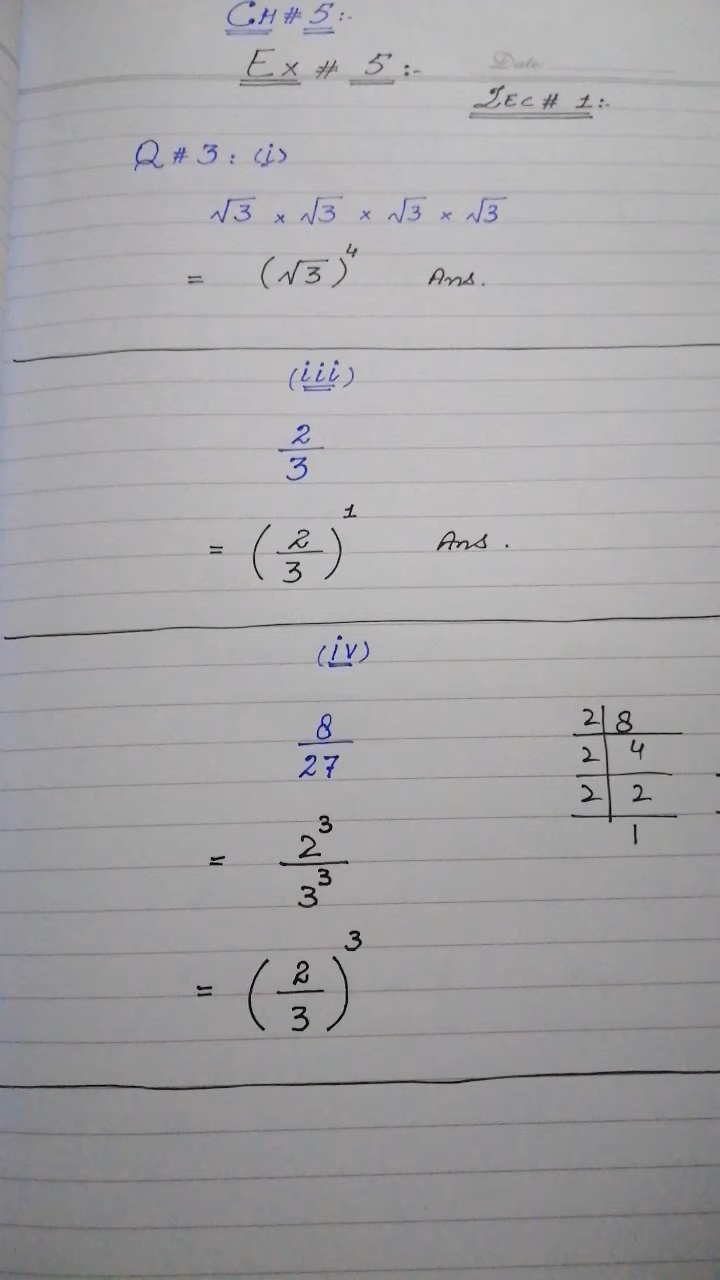 CH # 5:-
Ex # 5:-
Date:
LEC # 1:-
Q # 3: (i)
√3 × √3 × √3 × √3
= (√3)⁴ Ans.
(iii)
2
3
= (2/3)¹ Ans.
(iv)
8
27
= 2³/3³
= (2/3)³
2 | 8
2 | 4
2 | 2
1